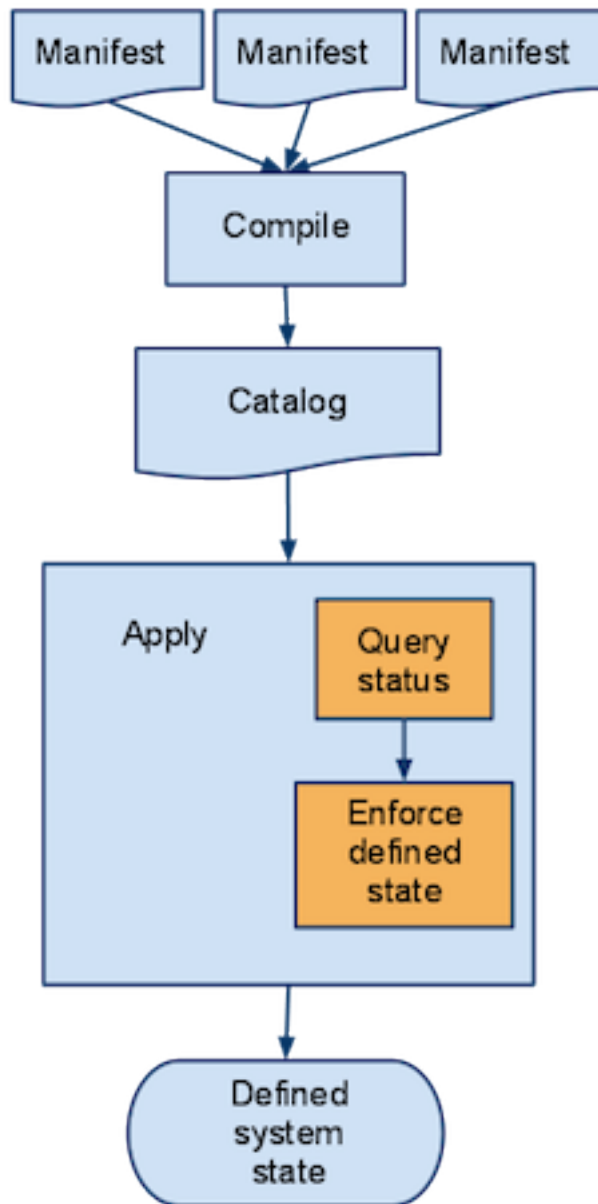 Manifest
Manifest
Manifest
Compile
Catalog
Apply
Query
status
Enforce
defined
state
Defined
system
state